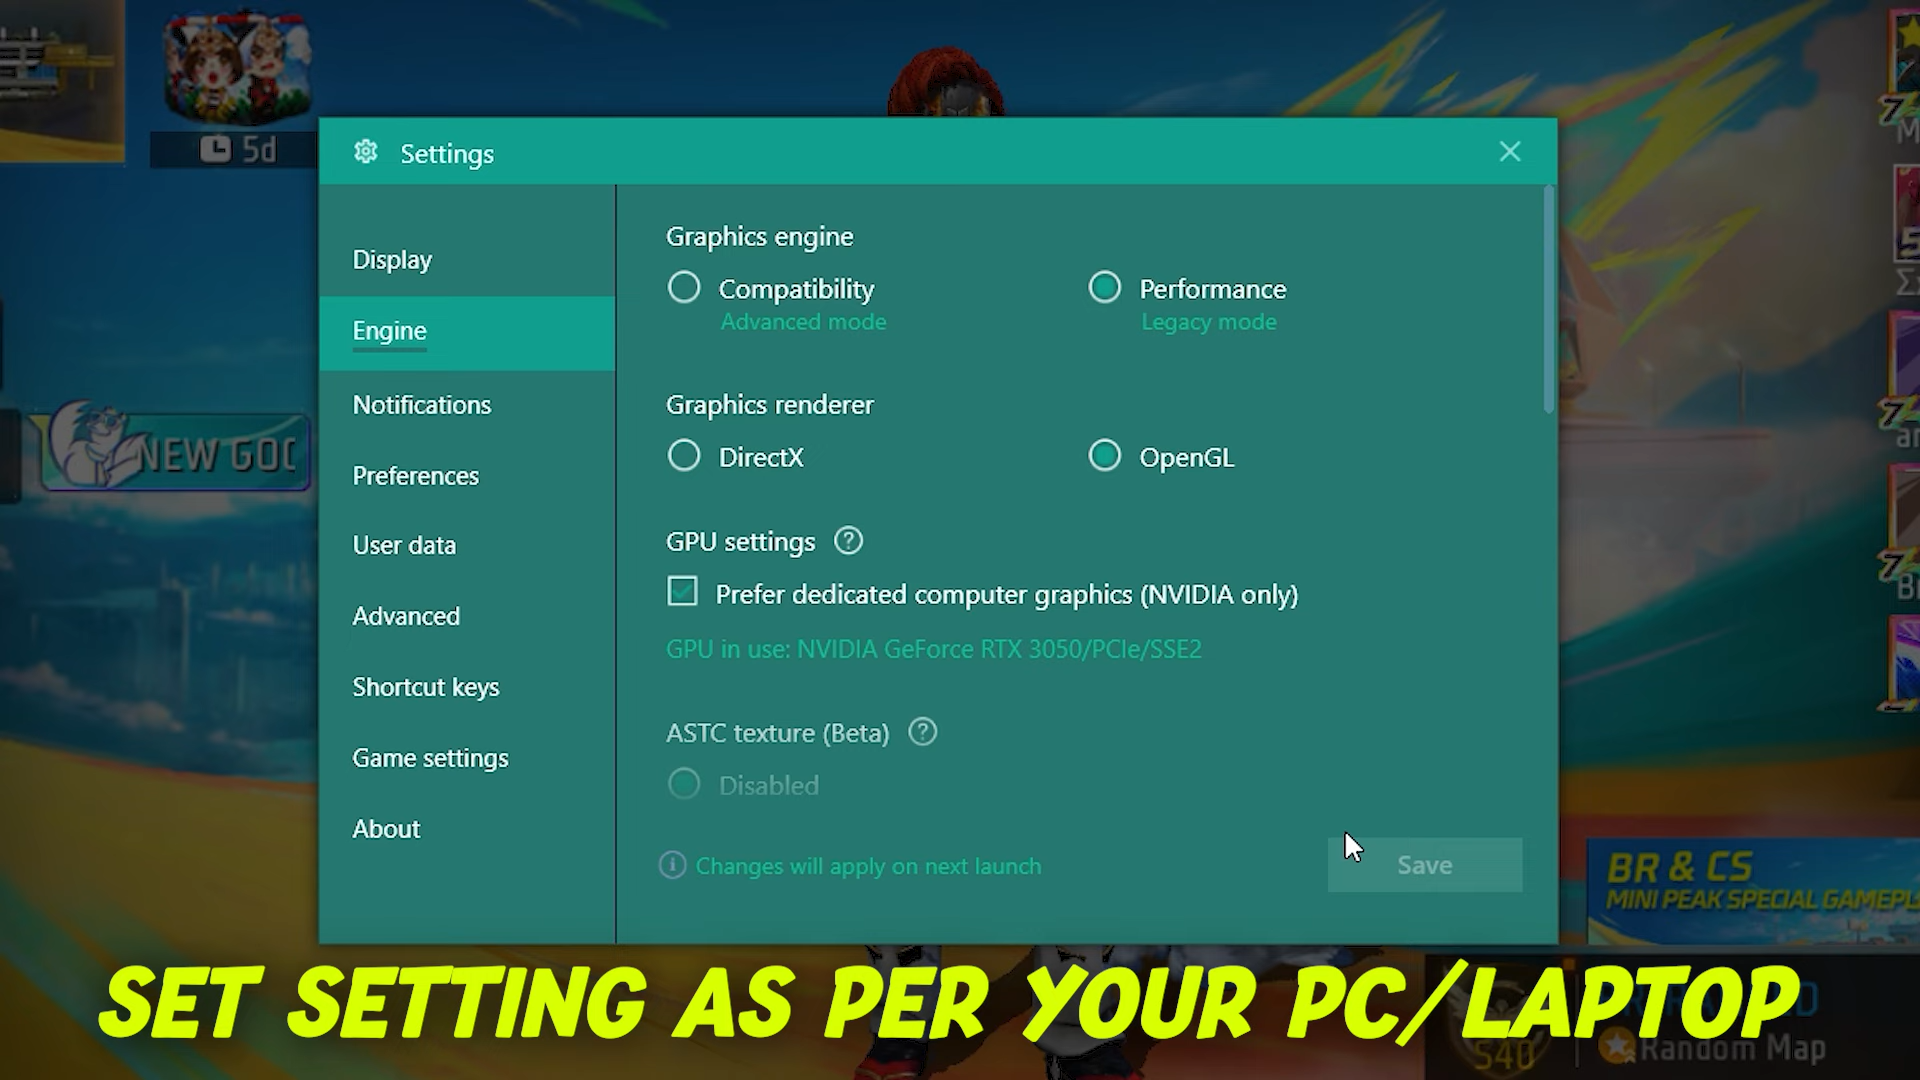 5d
Settings
Display
Engine
Notifications
Preferences
User data
Advanced
Shortcut keys
Game settings
About
Graphics engine
Compatibility
Advanced mode
Performance
Legacy mode
Graphics renderer
DirectX
OpenGL
GPU settings ?
Prefer dedicated computer graphics (NVIDIA only)
GPU in use: NVIDIA GeForce RTX 3050/PCIe/SSE2
ASTC texture (Beta) ?
Disabled
Changes will apply on next launch
Save
NEW
BR & CS
MINI PEAK SPECIAL
SET SETTING AS PER YOUR PC/LAPTOP
S40
Random Map